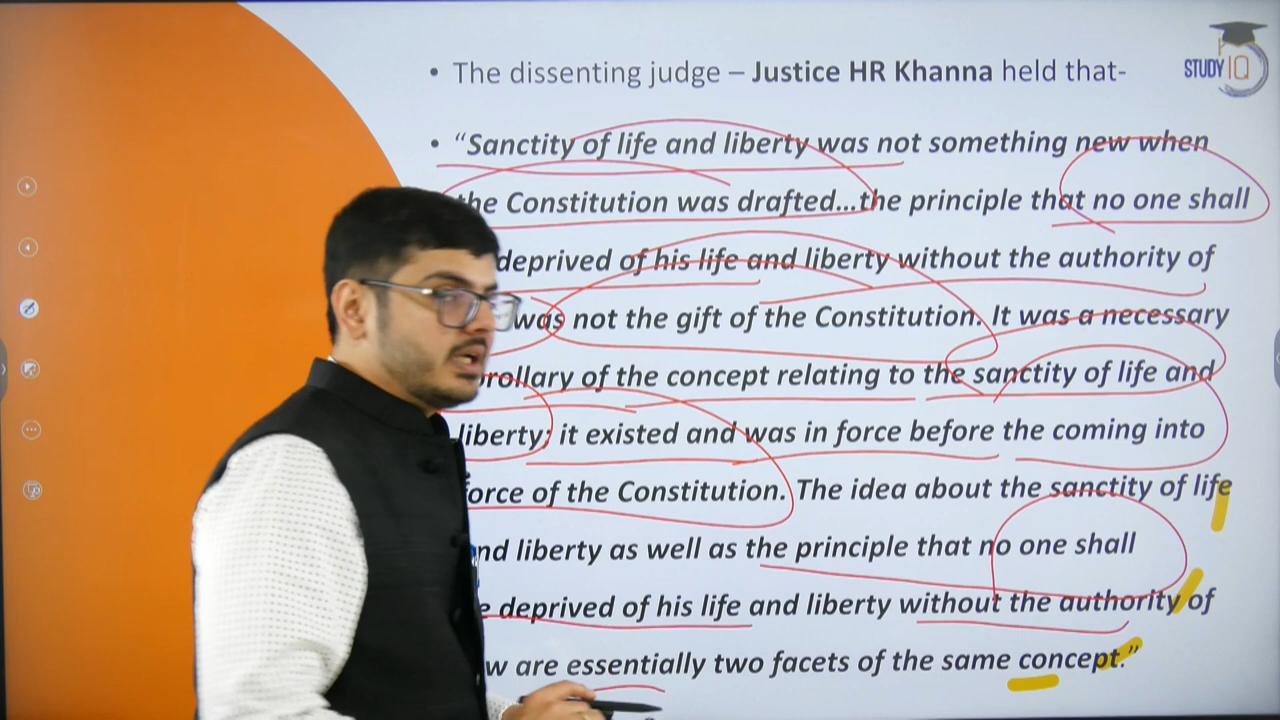 • The dissenting judge – Justice HR Khanna held that-
STUDY IQ
• “Sanctity of life and liberty was not something new when
the Constitution was drafted...the principle that no one shall
deprived of his life and liberty without the authority of
was not the gift of the Constitution. It was a necessary
of the concept relating to the sanctity of life and
liberty; it existed and was in force before the coming into
force of the Constitution. The idea about the sanctity of life
liberty as well as the principle that no one shall
deprived of his life and liberty without the authority of
are essentially two facets of the same concept.”